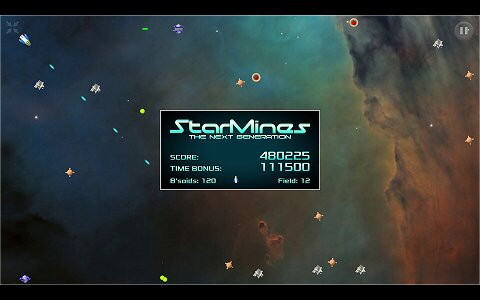 StarMines
THE NEXT GENERATION
SCORE: 480225
TIME BONUS: 111500
B'soids: 120 Field: 12